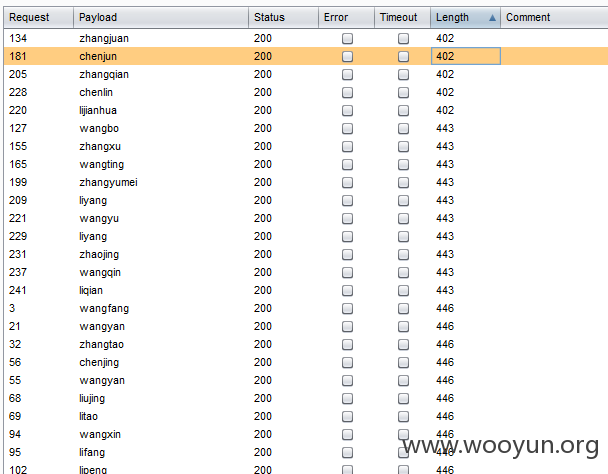 Request Payload Status Error Timeout Length Comment
134 zhangjuan 200 402
181 chenjun 200 402
205 zhangqian 200 402
228 chenlin 200 402
220 lijianhua 200 402
127 wangbo 200 443
155 zhangxu 200 443
165 wangting 200 443
199 zhangyumei 200 443
209 liyang 200 443
221 wangyu 200 443
229 liyang 200 443
231 zhaojing 200 443
237 wangqin 200 443
241 liqian 200 443
3 wangfang 200 446
21 wangyan 200 446
32 zhangtao 200 446
56 chenjing 200 446
55 wangyan 200 446
68 liujing 200 446
69 litao 200 446
94 wangxin 200 446
95 lifang 200 446
www.wooyun.org
102 lipeng 200 446